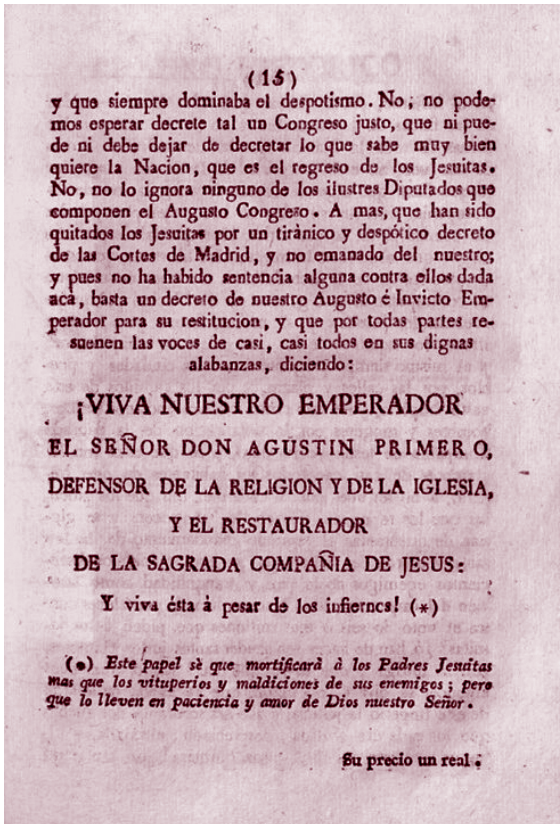 (15)
y que siempre dominaba el despotismo. No; no pode-
mos esperar decrete tal un Congreso justo, que ni pue-
de ni debe dejar de decretar lo que sabe muy bien
quiere la Nacion, que es el regreso de los Jesuitas.
No, no lo ignora ninguno de los ilustres Diputados que
componen el Augusto Congreso. A mas, que han sido
quitados los Jesuitas por un tirànico y despótico decreto
de las Cortes de Madrid, y no emanado del nuestro;
y pues no ha habido sentencia alguna contra ellos dada
acá, basta un decreto de nuestro Augusto é Invicto Em-
perador para su restitucion, y que por todas partes re-
suenen las voces de casi, casi todos en sus dignas
alabanzas, diciendo:
¡VIVA NUESTRO EMPERADOR
EL SEÑOR DON AGUSTIN PRIMERO,
DEFENSOR DE LA RELIGION Y DE LA IGLESIA,
Y EL RESTAURADOR
DE LA SAGRADA COMPAÑIA DE JESUS:
Y viva ésta á pesar de los infiernos! (*)
(*) Este papel sè que mortificará à los Padres Jesuitas
mas que los vituperios y maldiciones de sus enemigos; pero
que lo lleven en paciencia y amor de Dios nuestro Señor.
Su precio un real.